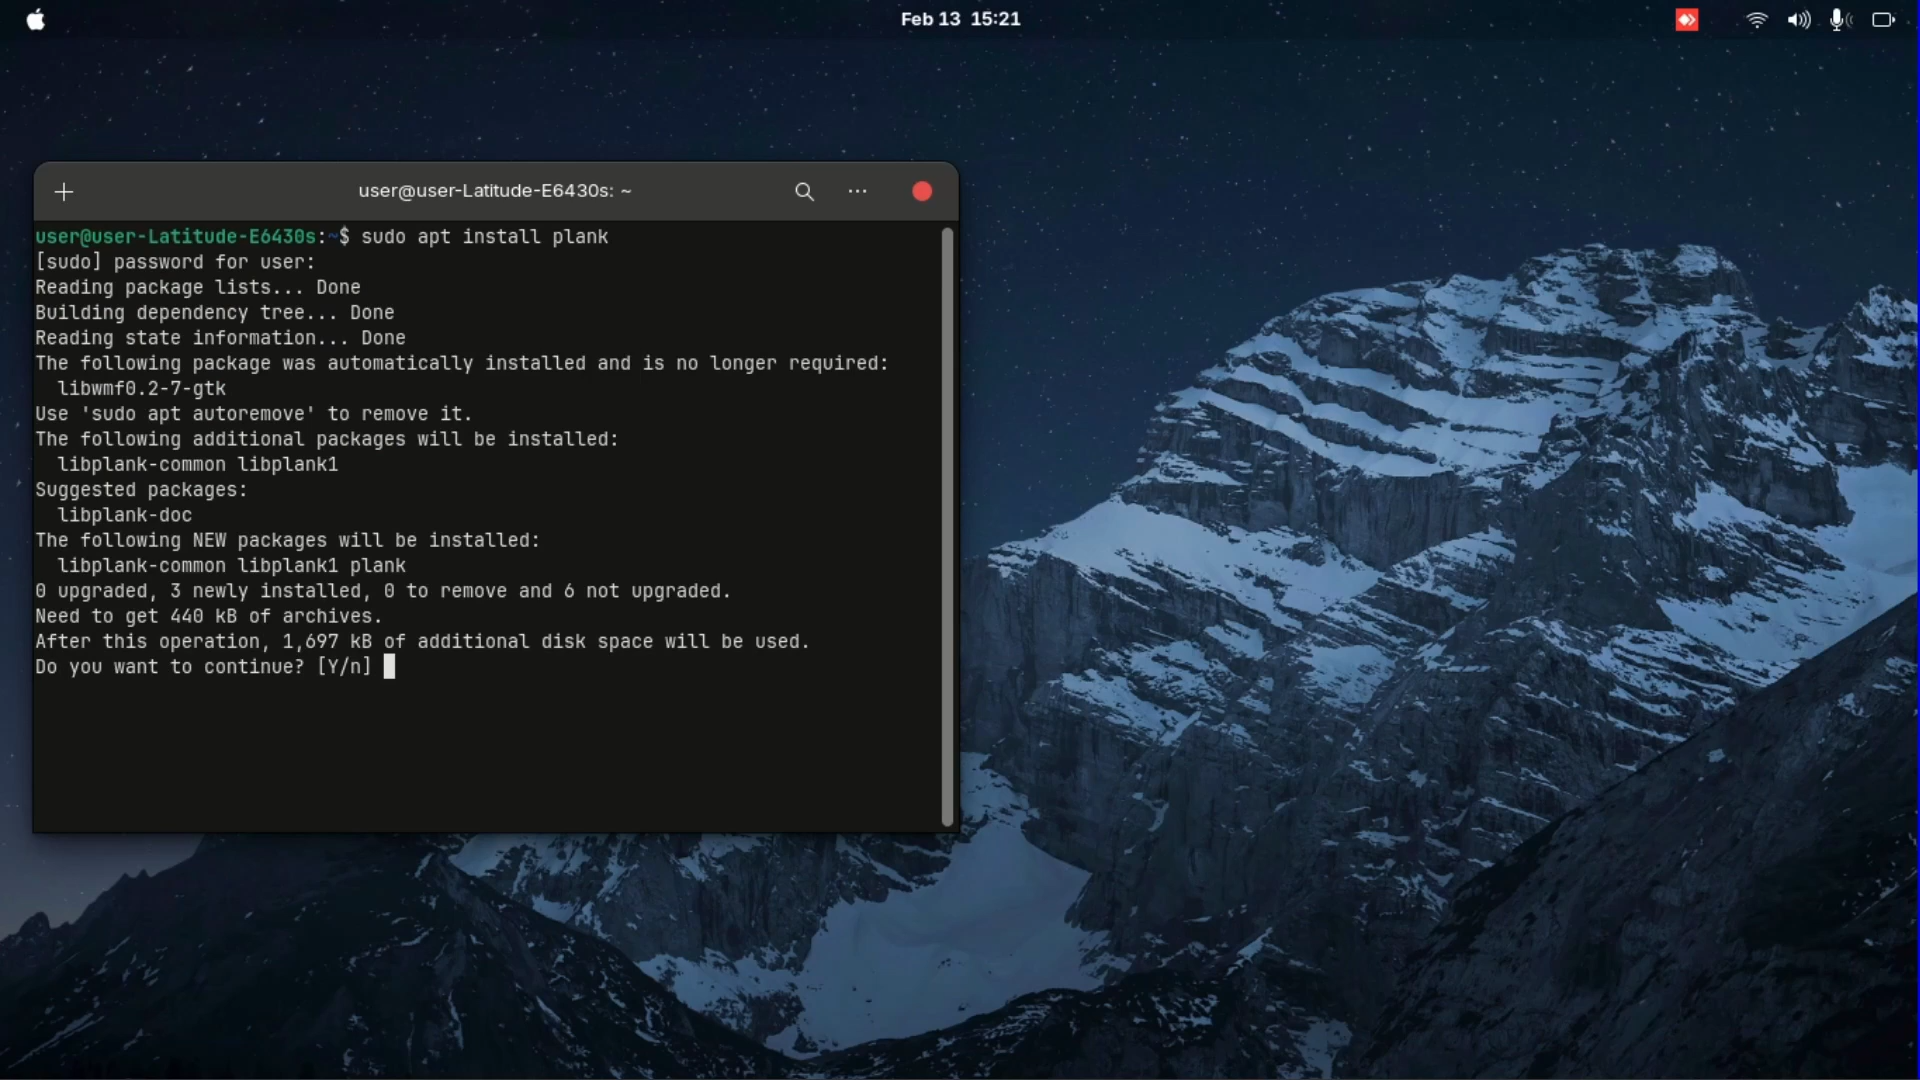 Feb 13 15:21
user@user-Latitude-E6430s: ~
user@user-Latitude-E6430s:~$ sudo apt install plank
[sudo] password for user:
Reading package lists... Done
Building dependency tree... Done
Reading state information... Done
The following package was automatically installed and is no longer required:
  libwmf0.2-7-gtk
Use 'sudo apt autoremove' to remove it.
The following additional packages will be installed:
  libplank-common libplank1
Suggested packages:
  libplank-doc
The following NEW packages will be installed:
  libplank-common libplank1 plank
0 upgraded, 3 newly installed, 0 to remove and 6 not upgraded.
Need to get 440 kB of archives.
After this operation, 1,697 kB of additional disk space will be used.
Do you want to continue? [Y/n]